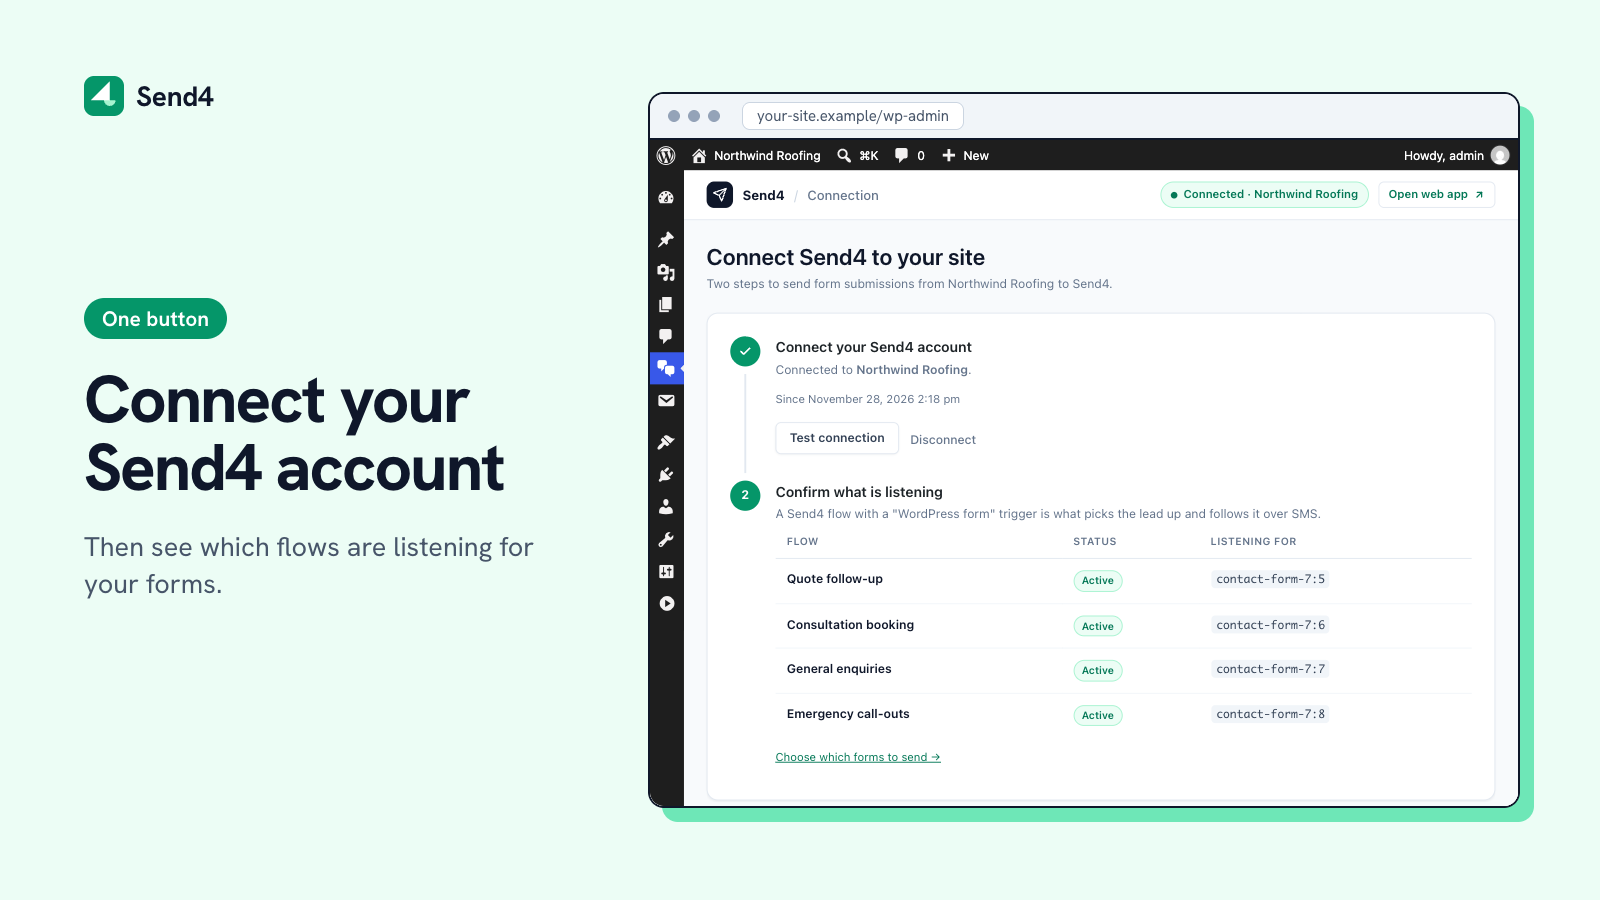 Send4
One button
Connect your
Send4 account
Then see which flows are listening for
your forms.
your-site.example/wp-admin
Northwind Roofing ⌘K 0 New Howdy, admin
Send4 / Connection Connected · Northwind Roofing Open web app ↗
Connect Send4 to your site
Two steps to send form submissions from Northwind Roofing to Send4.
Connect your Send4 account
Connected to Northwind Roofing.
Since November 28, 2026 2:18 pm
Test connection Disconnect
2 Confirm what is listening
A Send4 flow with a "WordPress form" trigger is what picks the lead up and follows it over SMS.
FLOW STATUS LISTENING FOR
Quote follow-up Active contact-form-7:5
Consultation booking Active contact-form-7:6
General enquiries Active contact-form-7:7
Emergency call-outs Active contact-form-7:8
Choose which forms to send →